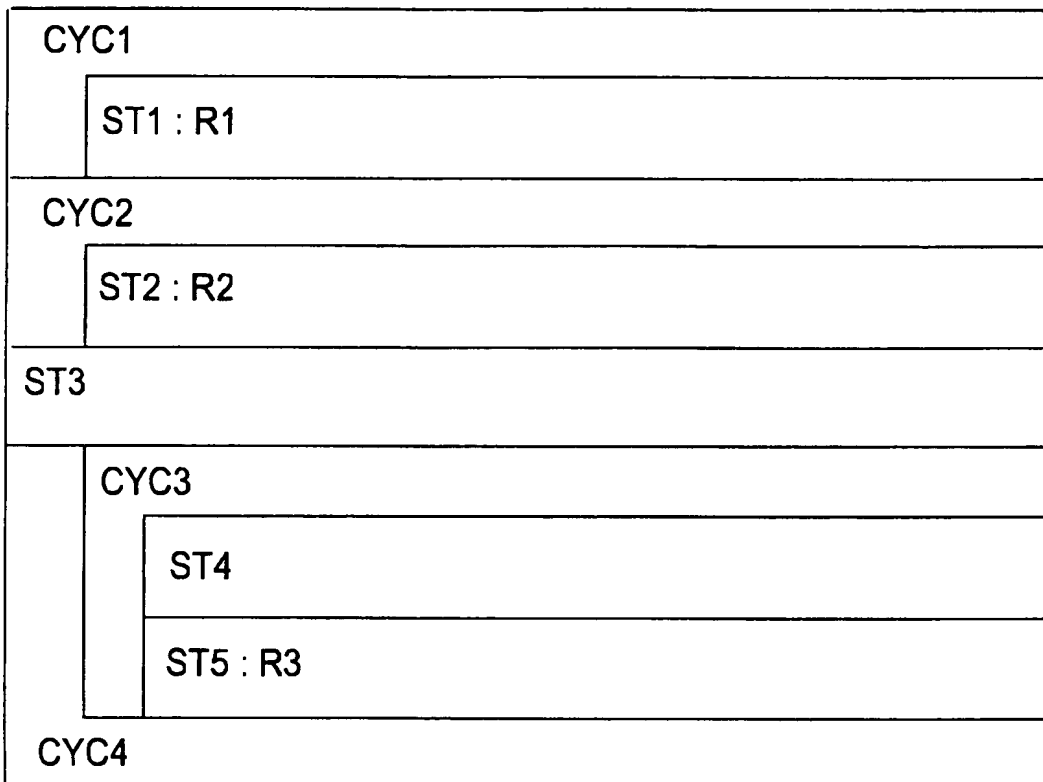 CYC1
ST1 : R1
CYC2
ST2 : R2
ST3
CYC3
ST4
ST5 : R3
CYC4